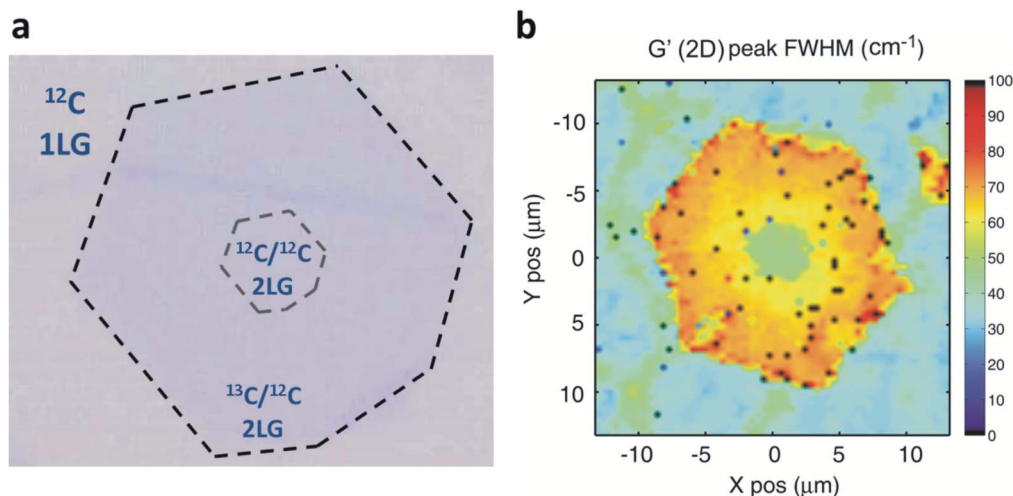 a
¹²C
1LG
¹²C/¹²C
2LG
¹³C/¹²C
2LG
b
G' (2D) peak FWHM (cm⁻¹)
-10
-5
0
5
10
Y pos (μm)
-10 -5 0 5 10
X pos (μm)
100
90
80
70
60
50
40
30
20
10
0